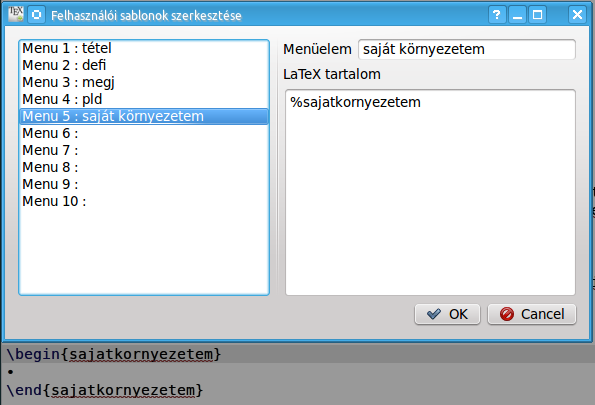 Felhasználói sablonok szerkesztése
Menu 1 : tétel
Menu 2 : defi
Menu 3 : megj
Menu 4 : pld
Menu 5 : saját környezetem
Menu 6 :
Menu 7 :
Menu 8 :
Menu 9 :
Menu 10 :
Menüelem saját környezetem
LaTeX tartalom
%sajatkornyezetem
OK Cancel
\begin{sajatkornyezetem}
•
\end{sajatkornyezetem}